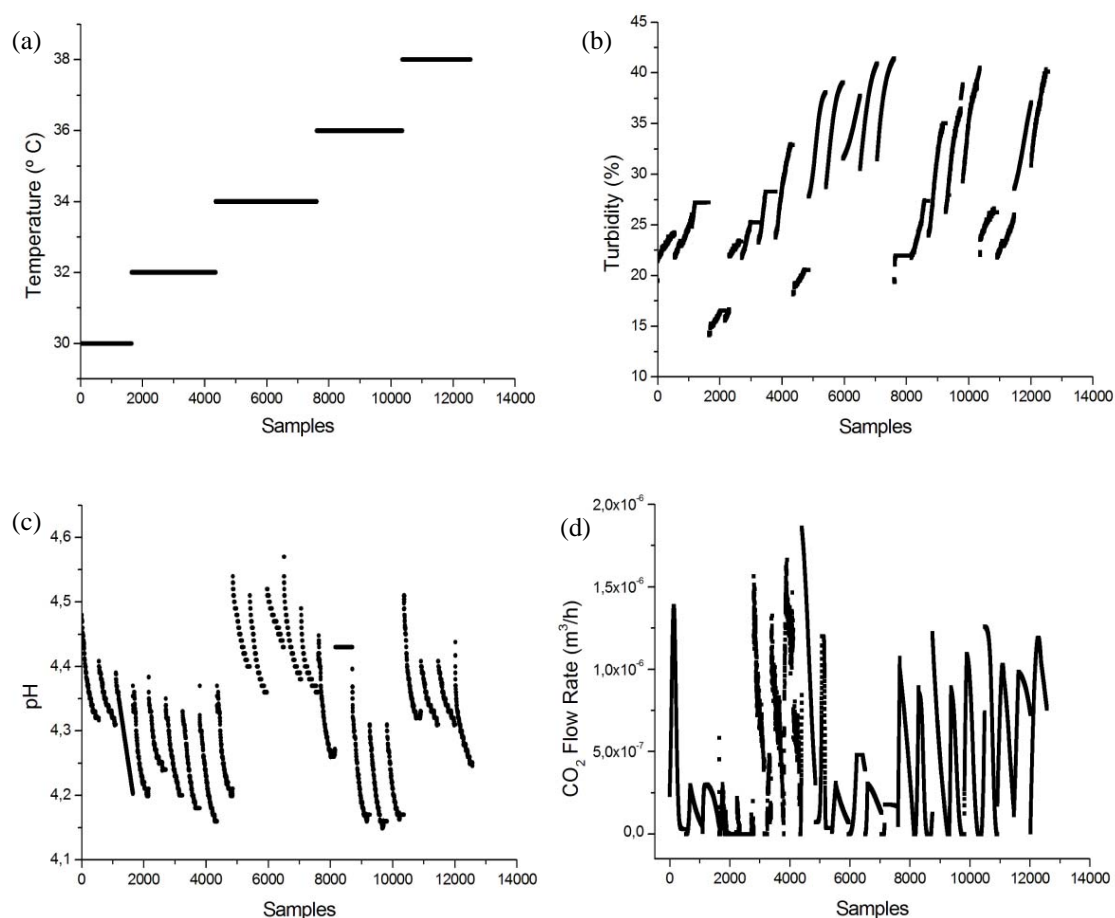 (a)
Temperature (º C)
38
36
34
32
30
0 2000 4000 6000 8000 10000 12000 14000
Samples
(b)
Turbidity (%)
45
40
35
30
25
20
15
10
0 2000 4000 6000 8000 10000 12000 14000
Samples
(c)
pH
4,6
4,5
4,4
4,3
4,2
4,1
0 2000 4000 6000 8000 10000 12000 14000
Samples
(d)
CO₂ Flow Rate (m³/h)
2,0x10⁻⁶
1,5x10⁻⁶
1,0x10⁻⁶
5,0x10⁻⁷
0,0
0 2000 4000 6000 8000 10000 12000 14000
Samples